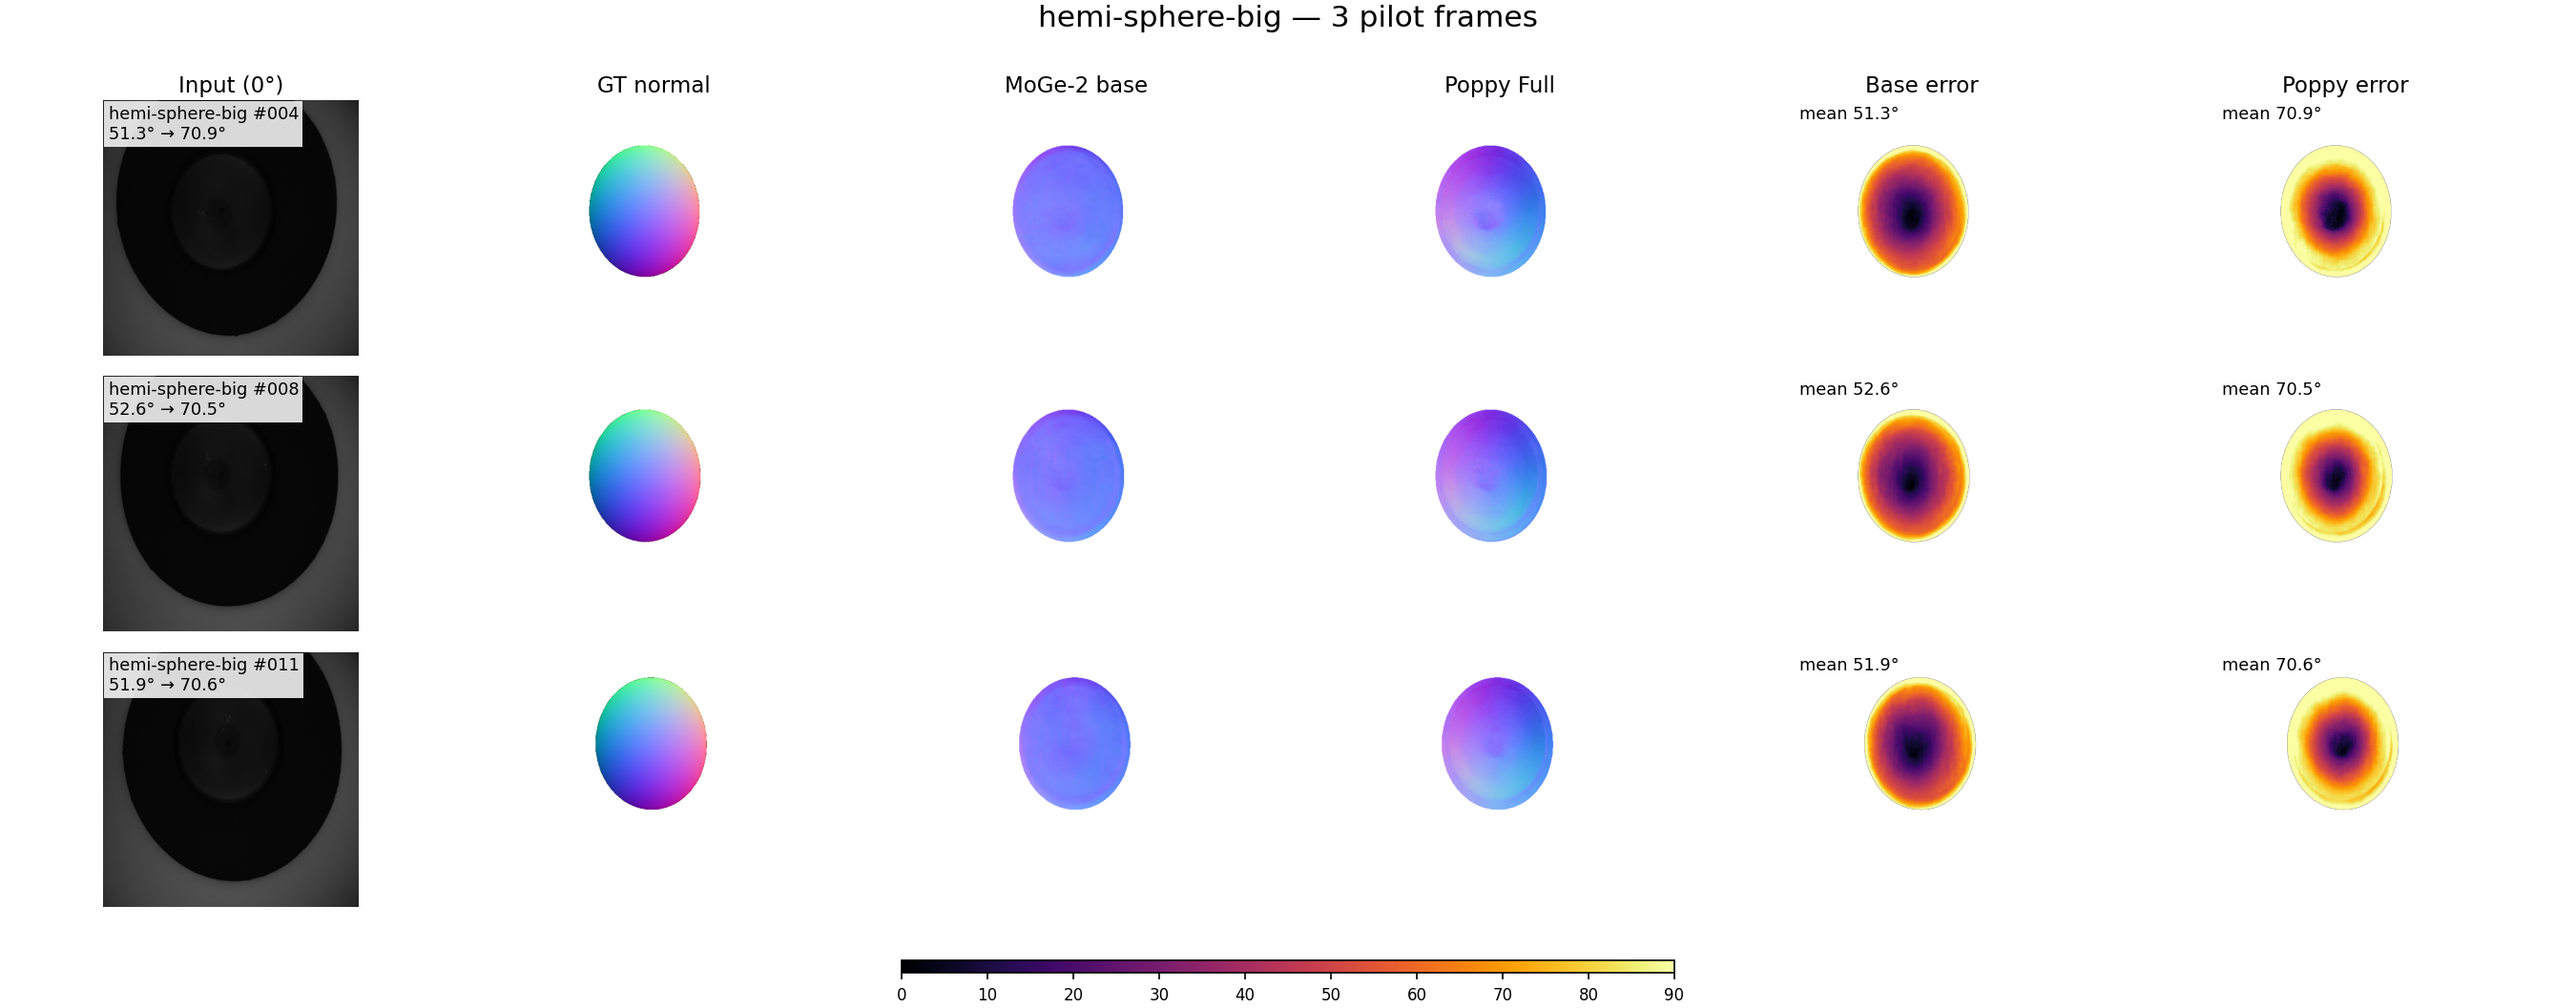 hemi-sphere-big — 3 pilot frames
Input (0°)
GT normal
MoGe-2 base
Poppy Full
Base error
Poppy error
hemi-sphere-big #004
51.3° → 70.9°
mean 51.3°
mean 70.9°
hemi-sphere-big #008
52.6° → 70.5°
mean 52.6°
mean 70.5°
hemi-sphere-big #011
51.9° → 70.6°
mean 51.9°
mean 70.6°
0 10 20 30 40 50 60 70 80 90